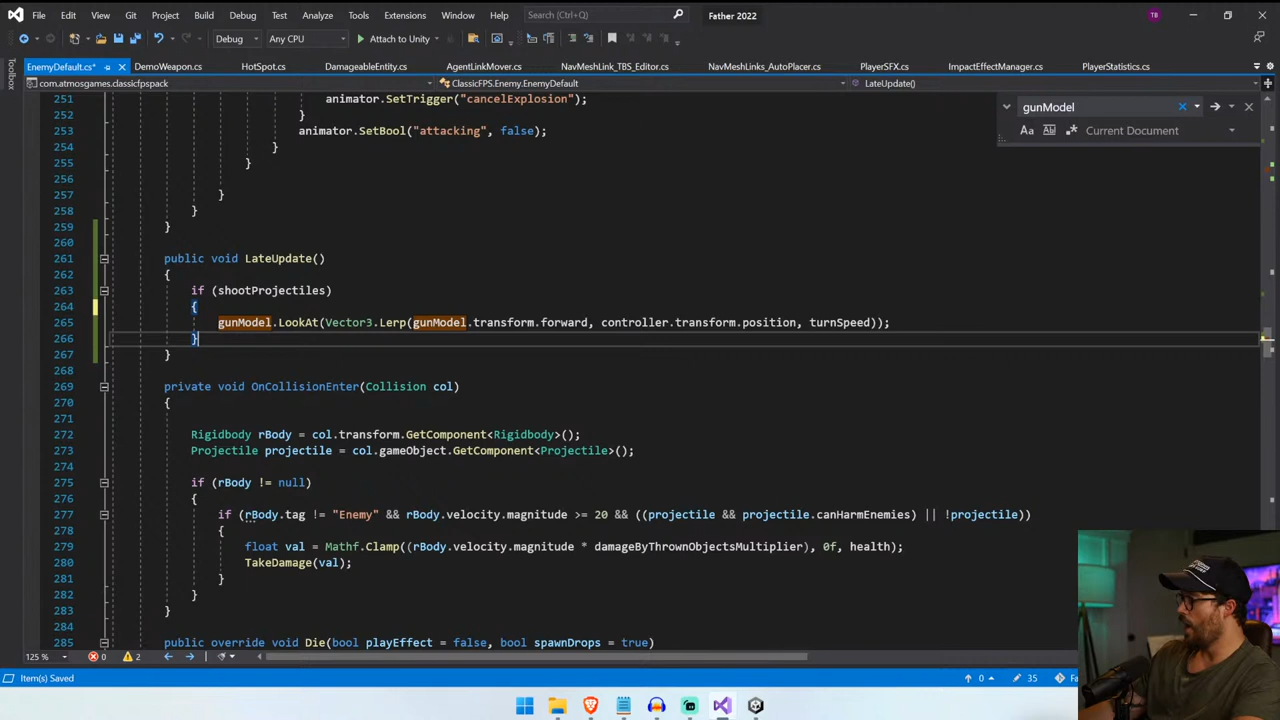 File Edit View Git Project Build Debug Test Analyze Tools Extensions Window Help Search (Ctrl+Q) Father 2022 TB
Debug Any CPU Attach to Unity
EnemyDefault.cs* DemoWeapon.cs HotSpot.cs DamageableEntity.cs AgentLinkMover.cs NavMeshLink_TBS_Editor.cs NavMeshLinks_AutoPlacer.cs PlayerSFX.cs ImpactEffectManager.cs PlayerStatistics.cs
Toolbox
com.atmosgames.classicfpspack ClassicFPS.Enemy.EnemyDefault LateUpdate()
gunModel
Aa Current Document
251 animator.SetTrigger("cancelExplosion");
252 }
253 animator.SetBool("attacking", false);
254 }
255 }
256
257 }
258 }
259 }
260
261 public void LateUpdate()
262 {
263 if (shootProjectiles)
264 {
265 gunModel.LookAt(Vector3.Lerp(gunModel.transform.forward, controller.transform.position, turnSpeed));
266 }
267 }
268
269 private void OnCollisionEnter(Collision col)
270 {
271
272 Rigidbody rBody = col.transform.GetComponent<Rigidbody>();
273 Projectile projectile = col.gameObject.GetComponent<Projectile>();
274
275 if (rBody != null)
276 {
277 if (rBody.tag != "Enemy" && rBody.velocity.magnitude >= 20 && ((projectile && projectile.canHarmEnemies) || !projectile))
278 {
279 float val = Mathf.Clamp((rBody.velocity.magnitude * damageByThrownObjectsMultiplier), 0f, health);
280 TakeDamage(val);
281 }
282 }
283 }
284
285 public override void Die(bool playEffect = false, bool spawnDrops = true)
125 % 0 2
Item(s) Saved 0 35